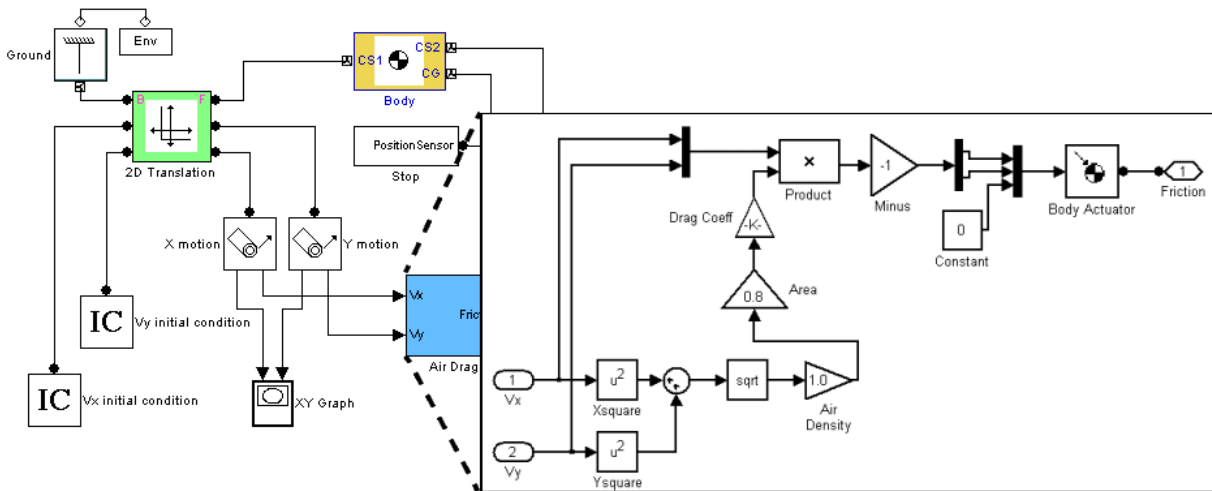 Ground
Env
B
F
2D Translation
CS1
CS2
CG
Body
PositionSensor
Stop
X motion
Y motion
IC
Vy initial condition
IC
Vx initial condition
XY Graph
Vx
Vy
Fric
Air Drag
1
Vx
2
Vy
u2
Xsquare
u2
Ysquare
++
sqrt
1.0
Air
Density
0.8
Area
-K-
Drag Coeff
×
Product
-1
Minus
0
Constant
Body Actuator
1
Friction